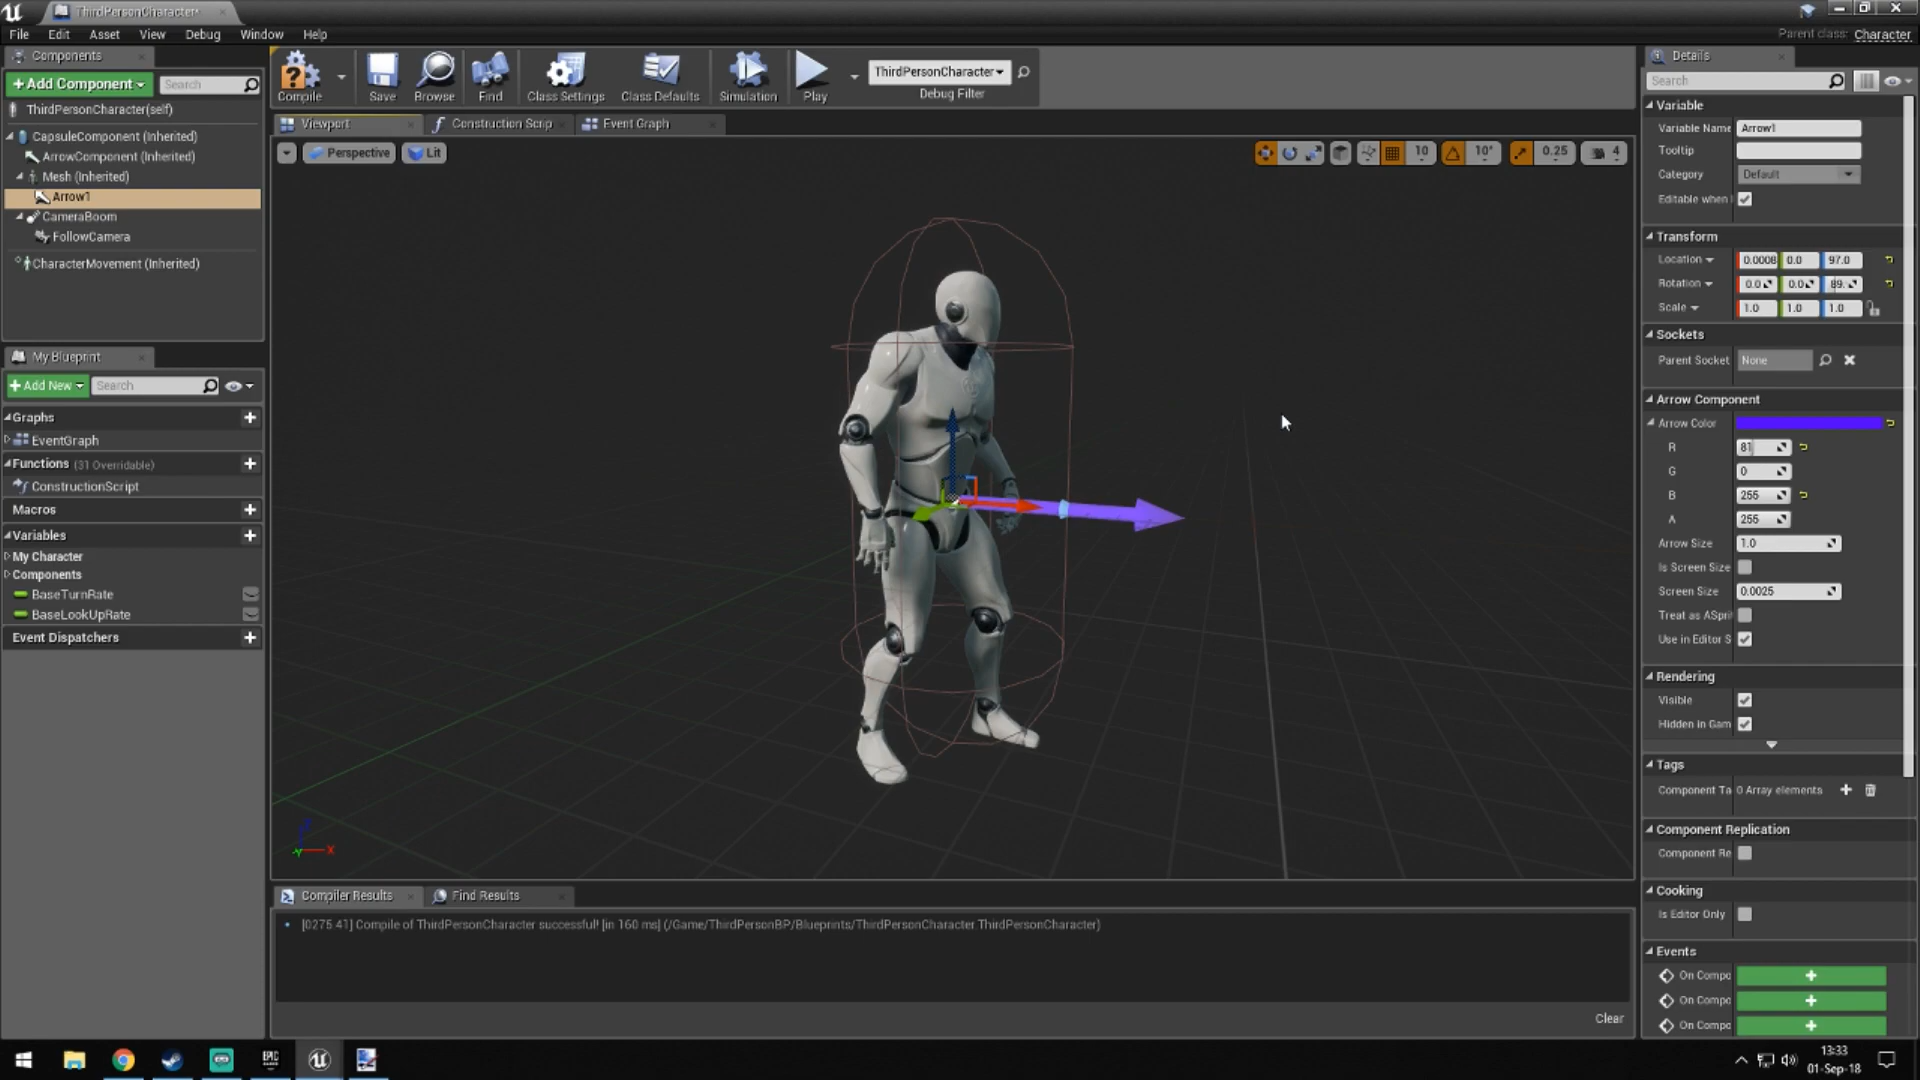 ThirdPersonCharacter*
File Edit Asset View Debug Window Help
Parent class: Character
Components
+Add Component
Search
ThirdPersonCharacter(self)
CapsuleComponent (Inherited)
ArrowComponent (Inherited)
Mesh (Inherited)
Arrow1
CameraBoom
FollowCamera
CharacterMovement (Inherited)
My Blueprint
+Add New
Search
Graphs
EventGraph
Functions (31 Overridable)
ConstructionScript
Macros
Variables
My Character
Components
BaseTurnRate
BaseLookUpRate
Event Dispatchers
Compile Save Browse Find Class Settings Class Defaults Simulation Play
ThirdPersonCharacter
Debug Filter
Viewport
Construction Scrip
Event Graph
Perspective
Lit
10 10° 0.25 4
X
Compiler Results
Find Results
[0275.41] Compile of ThirdPersonCharacter successful! [in 160 ms] (/Game/ThirdPersonBP/Blueprints/ThirdPersonCharacter.ThirdPersonCharacter)
Clear
Details
Search
Variable
Variable Name Arrow1
Tooltip
Category Default
Editable when
Transform
Location 0.0008 0.0 97.0
Rotation 0.0 0.0 89.
Scale 1.0 1.0 1.0
Sockets
Parent Socket None
Arrow Component
Arrow Color
R 81
G 0
B 255
A 255
Arrow Size 1.0
Is Screen Size
Screen Size 0.0025
Treat as ASpri
Use in Editor S
Rendering
Visible
Hidden in Gam
Tags
Component Ta 0 Array elements
Component Replication
Component Re
Cooking
Is Editor Only
Events
On Compo +
On Compo +
On Compo +
EPIC
13:33
01-Sep-18